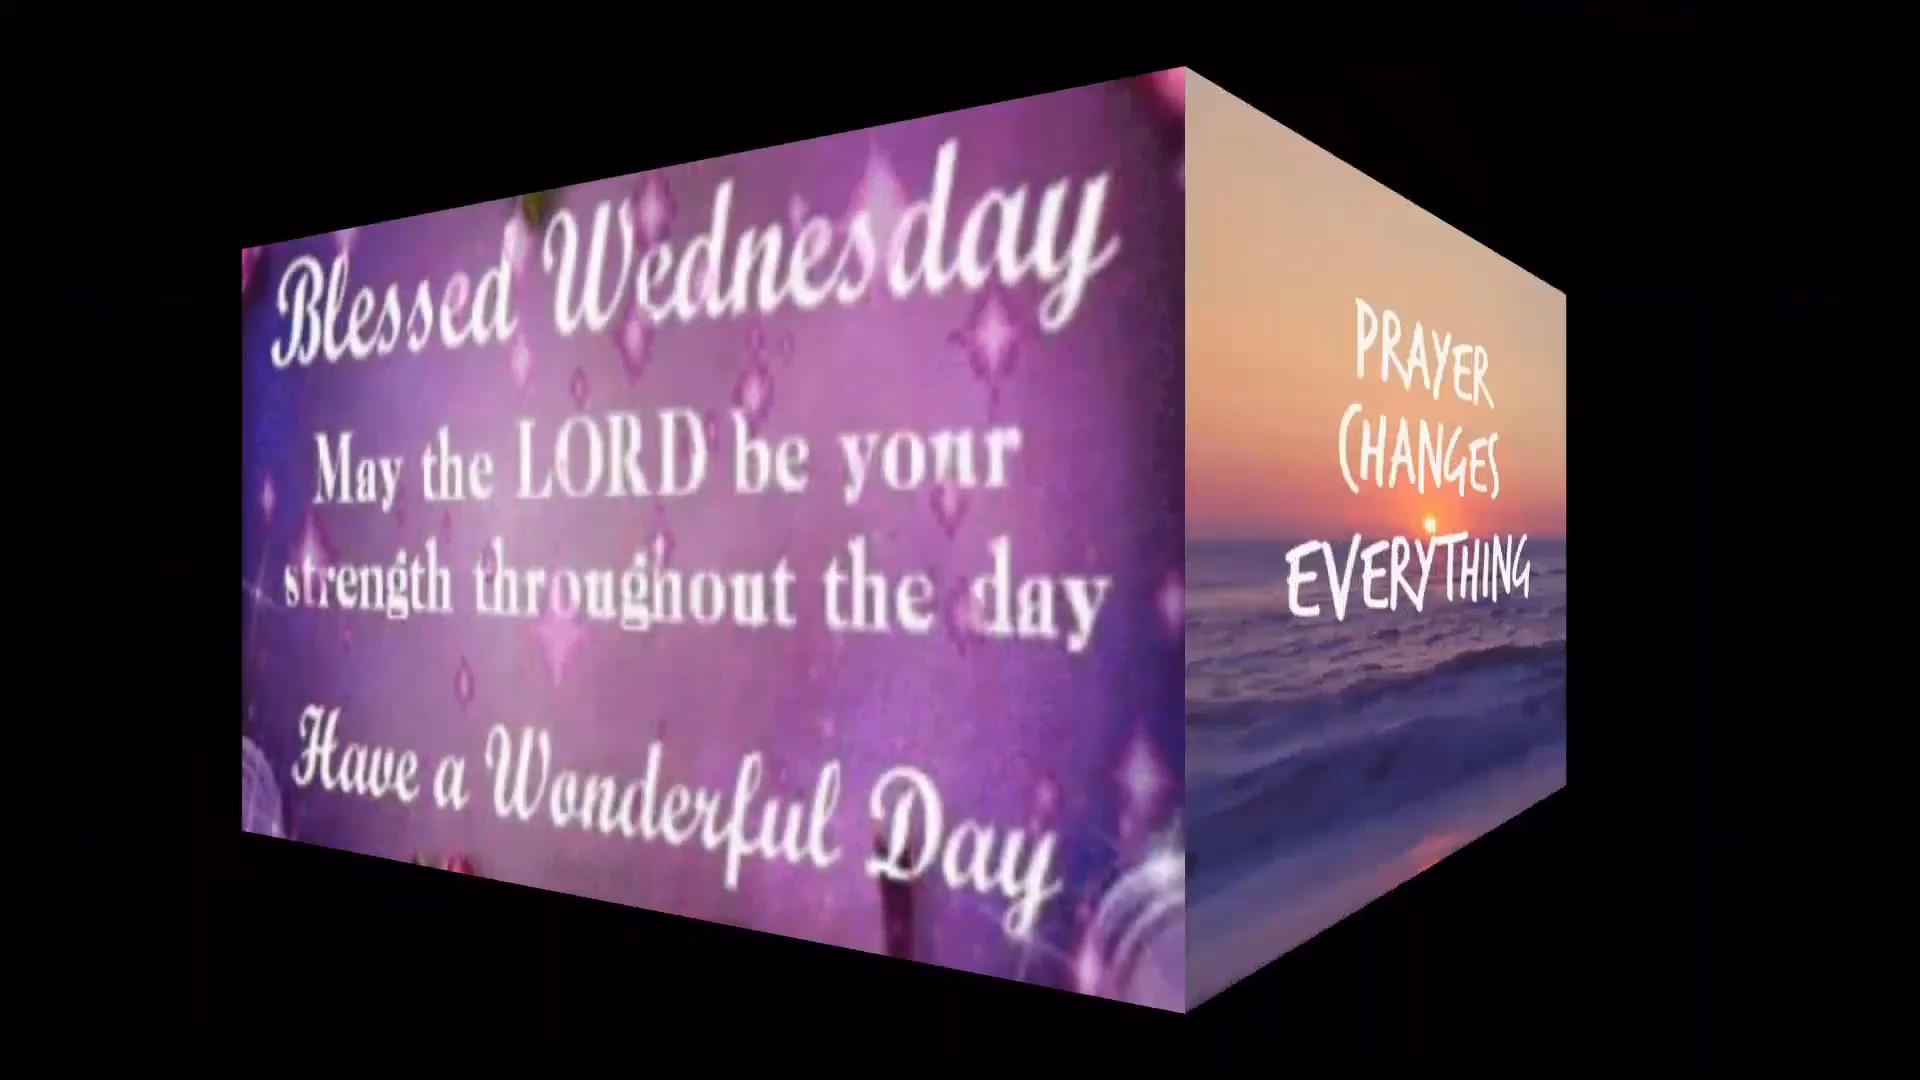 Blessed Wednesday
May the LORD be your
strength throughout the day
Have a Wonderful Day
PRAYER
CHANGES
EVERYTHING